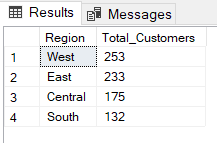 Results Messages
Region Total_Customers
1 West 253
2 East 233
3 Central 175
4 South 132